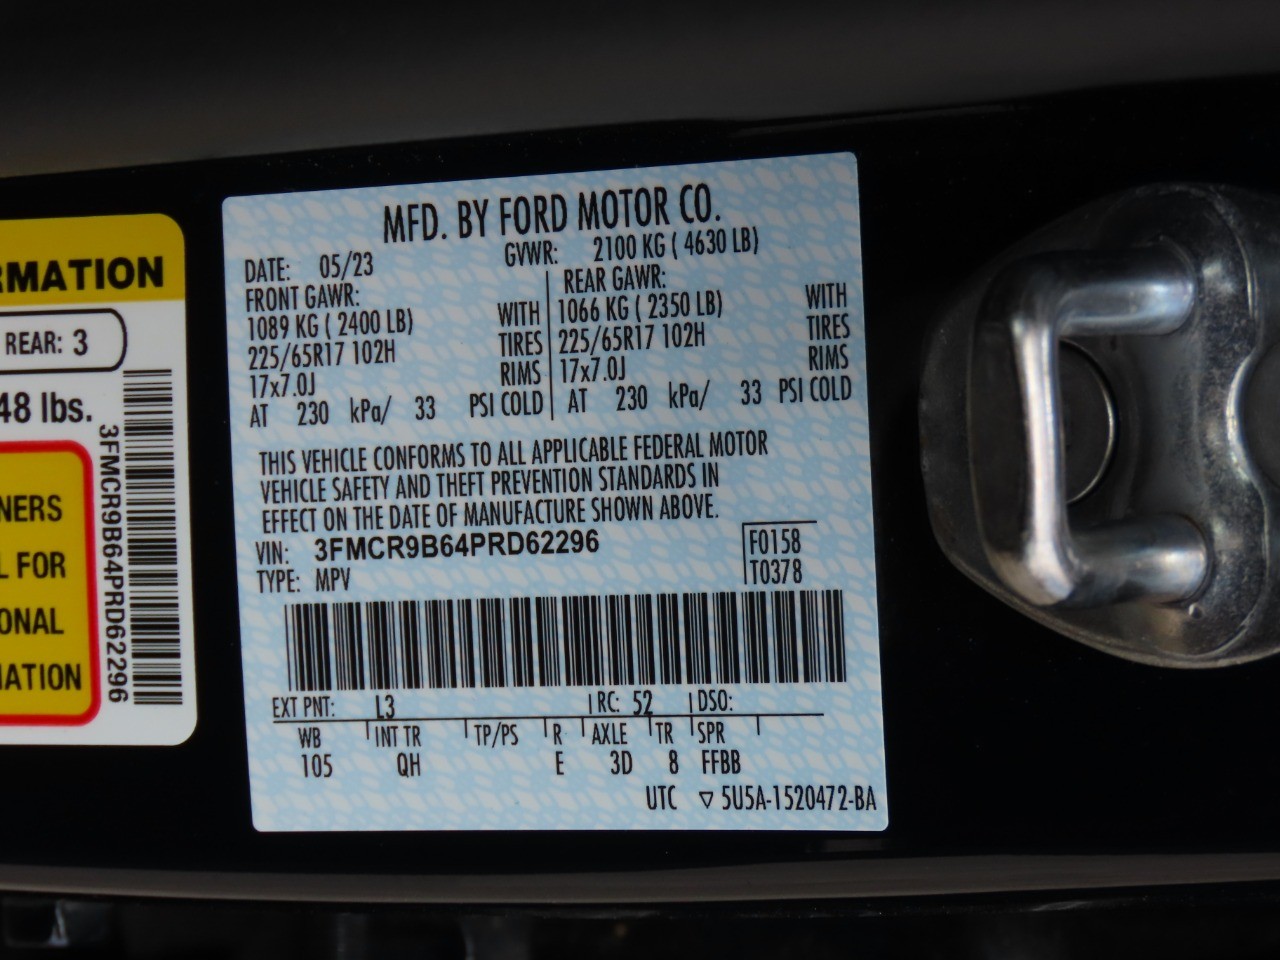 RMATION
REAR: 3
48 lbs.
NERS
L FOR
ONAL
MATION
3FMCR9B64PRD62296
MFD. BY FORD MOTOR CO.
DATE: 05/23 GVWR: 2100 KG ( 4630 LB)
FRONT GAWR:
1089 KG ( 2400 LB) WITH
225/65R17 102H TIRES
17x7.0J RIMS
AT 230 kPa/ 33 PSI COLD
REAR GAWR:
1066 KG ( 2350 LB) WITH
225/65R17 102H TIRES
17x7.0J RIMS
AT 230 kPa/ 33 PSI COLD
THIS VEHICLE CONFORMS TO ALL APPLICABLE FEDERAL MOTOR
VEHICLE SAFETY AND THEFT PREVENTION STANDARDS IN
EFFECT ON THE DATE OF MANUFACTURE SHOWN ABOVE.
VIN: 3FMCR9B64PRD62296 F0158
TYPE: MPV T0378
EXT PNT: L3 RC: 52 DSO:
WB INT TR TP/PS R AXLE TR SPR
105 QH E 3D 8 FFBB
UTC ▽ 5U5A-1520472-BA